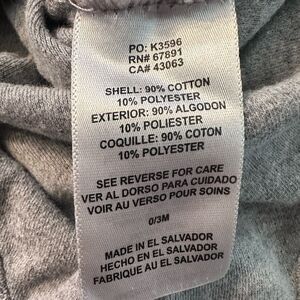 PO: K3596
RN# 67891
CA# 43063
SHELL: 90% COTTON
10% POLYESTER
EXTERIOR: 90% ALGODON
10% POLIESTER
COQUILLE: 90% COTON
10% POLYESTER
SEE REVERSE FOR CARE
VER AL DORSO PARA CUIDADO
VOIR AU VERSO POUR SOINS
0/3M
MADE IN EL SALVADOR
HECHO EN EL SALVADOR
FABRIQUE AU EL SALVADOR